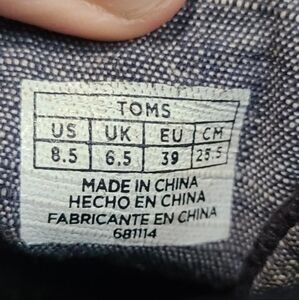 TOMS
US UK EU CM
8.5 6.5 39 25.5
MADE IN CHINA
HECHO EN CHINA
FABRICANTE EN CHINA
681114